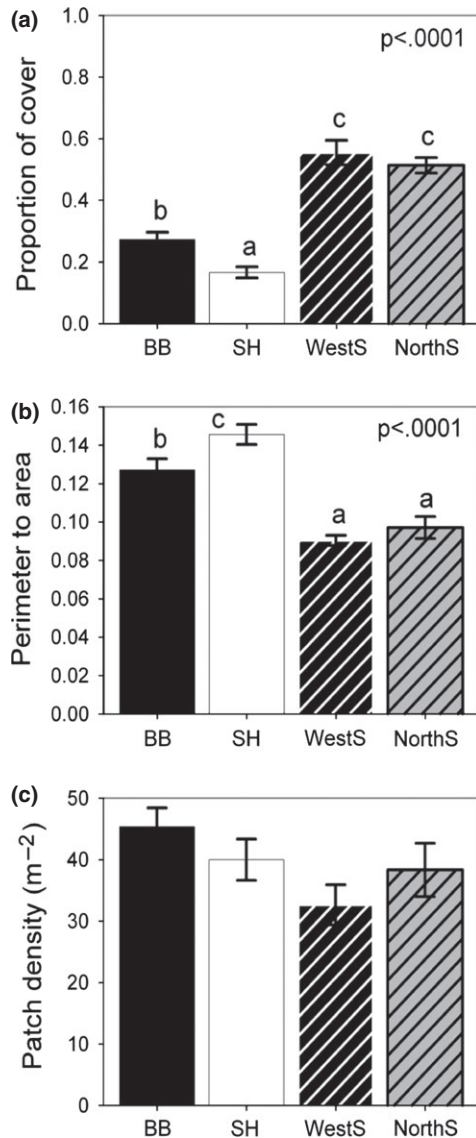 (a)
p<.0001
Proportion of cover
1.0
0.8
0.6
0.4
0.2
0.0
b
a
c
c
BB SH WestS NorthS
(b)
p<.0001
Perimeter to area
0.16
0.14
0.12
0.10
0.08
0.06
0.04
0.02
0.00
b
c
a
a
BB SH WestS NorthS
(c)
Patch density (m−2)
50
40
30
20
10
0
BB SH WestS NorthS